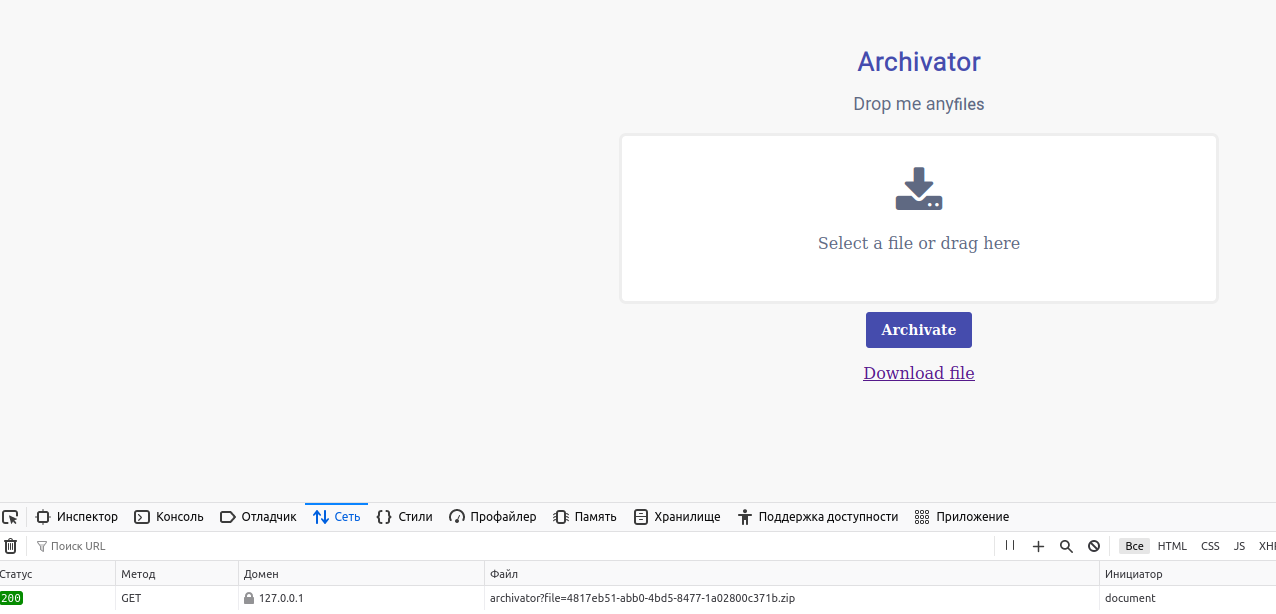 Archivator
Drop me anyfiles
Select a file or drag here
Archivate
Download file
Инспектор Консоль Отладчик Сеть Стили Профайлер Память Хранилище Поддержка доступности Приложение
Поиск URL Все HTML CSS JS XH
Статус Метод Домен Файл Инициатор
200 GET 127.0.0.1 archivator?file=4817eb51-abb0-4bd5-8477-1a02800c371b.zip document